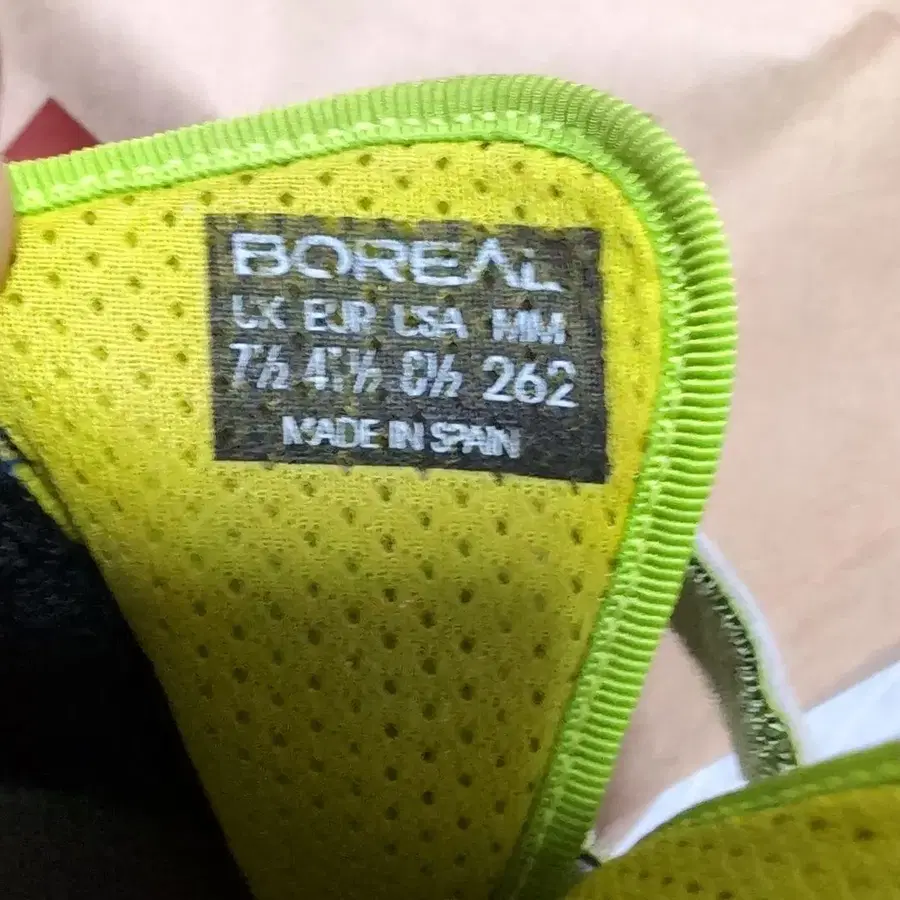 BOREAL
UK EUR USA MM
7½ 41½ 8½ 262
MADE IN SPAIN